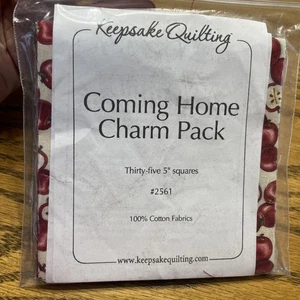 Keepsake Quilting
Coming Home
Charm Pack
Thirty-five 5" squares
#2561
100% Cotton Fabrics
www.keepsakequilting.com